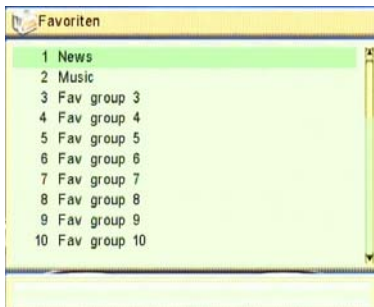 Favoriten
1 News
2 Music
3 Fav group 3
4 Fav group 4
5 Fav group 5
6 Fav group 6
7 Fav group 7
8 Fav group 8
9 Fav group 9
10 Fav group 10